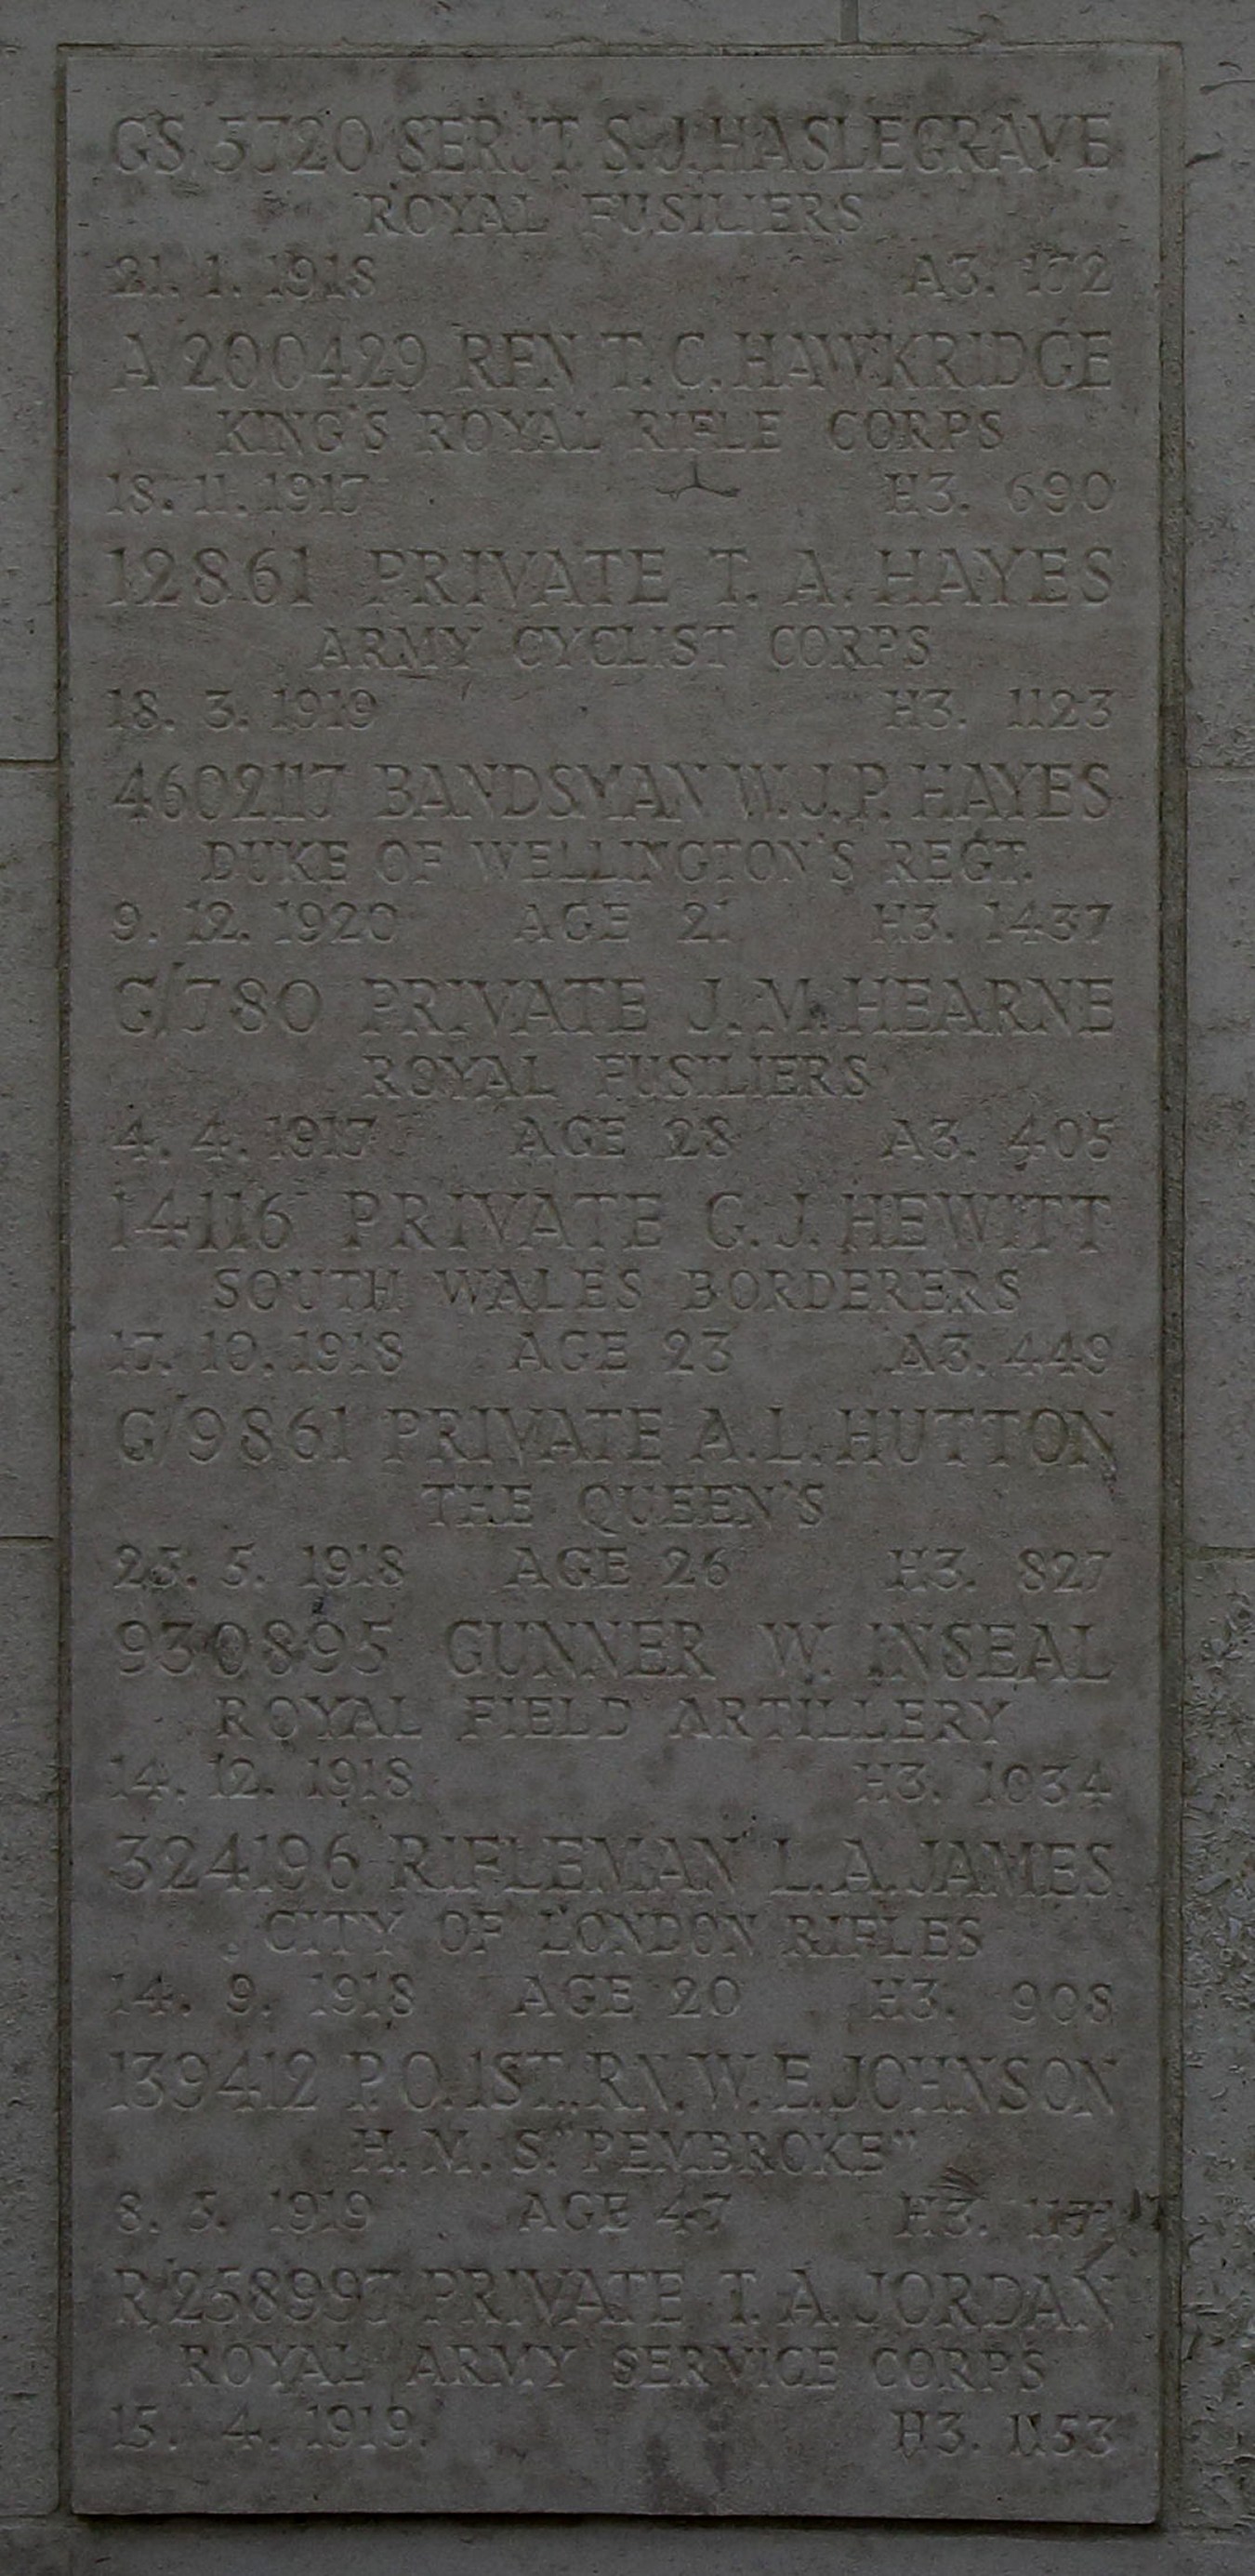 GS 3720 SERJT. S. J. HASLEGRAVE
ROYAL FUSILIERS
21. 1. 1918 A3. 172
A 200429 RFN T. C. HAWKRIDGE
KING'S ROYAL RIFLE CORPS
18. 11. 1917 H3. 690
12861 PRIVATE T. A. HAYES
ARMY CYCLIST CORPS
18. 3. 1919 H3. 1123
4602117 BANDSMAN W. J. P. HAYES
DUKE OF WELLINGTON'S REGT.
9. 12. 1920 AGE 21 H3. 1437
G/780 PRIVATE J. M. HEARNE
ROYAL FUSILIERS
4. 4. 1917 AGE 28 A3. 405
14116 PRIVATE G. J. HEWITT
SOUTH WALES BORDERERS
17. 10. 1918 AGE 23 A3. 449
G/9861 PRIVATE A. L. HUTTON
THE QUEEN'S
5. 1918 AGE 26 H3. 827
930895 GUNNER W. INSEAL
ROYAL FIELD ARTILLERY
14. 12. 1918 H3. 1034
324196 RIFLEMAN L. A. JAMES
CITY OF LONDON RIFLES
14. 9. 1918 AGE 20 H3. 908
139412 P.O. 1ST. R.N. W. E. JOHNSON
H. M. S. "PEMBROKE"
8. 5. 1919 AGE 47 H3.
R/258997 PRIVATE T. A. JORDAN
ROYAL ARMY SERVICE CORPS
15. 4. 1919. H3. 1153